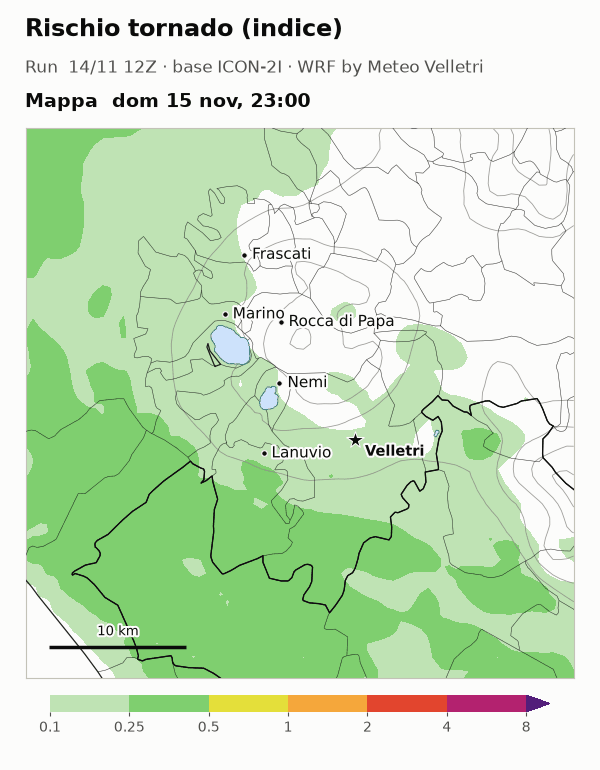 Rischio tornado (indice)
Run  14/11 12Z · base ICON-2I · WRF by Meteo Velletri
Mappa  dom 15 nov, 23:00
Frascati
Marino
Rocca di Papa
Nemi
Velletri
Lanuvio
10 km
0.1 0.25 0.5 1 2 4 8